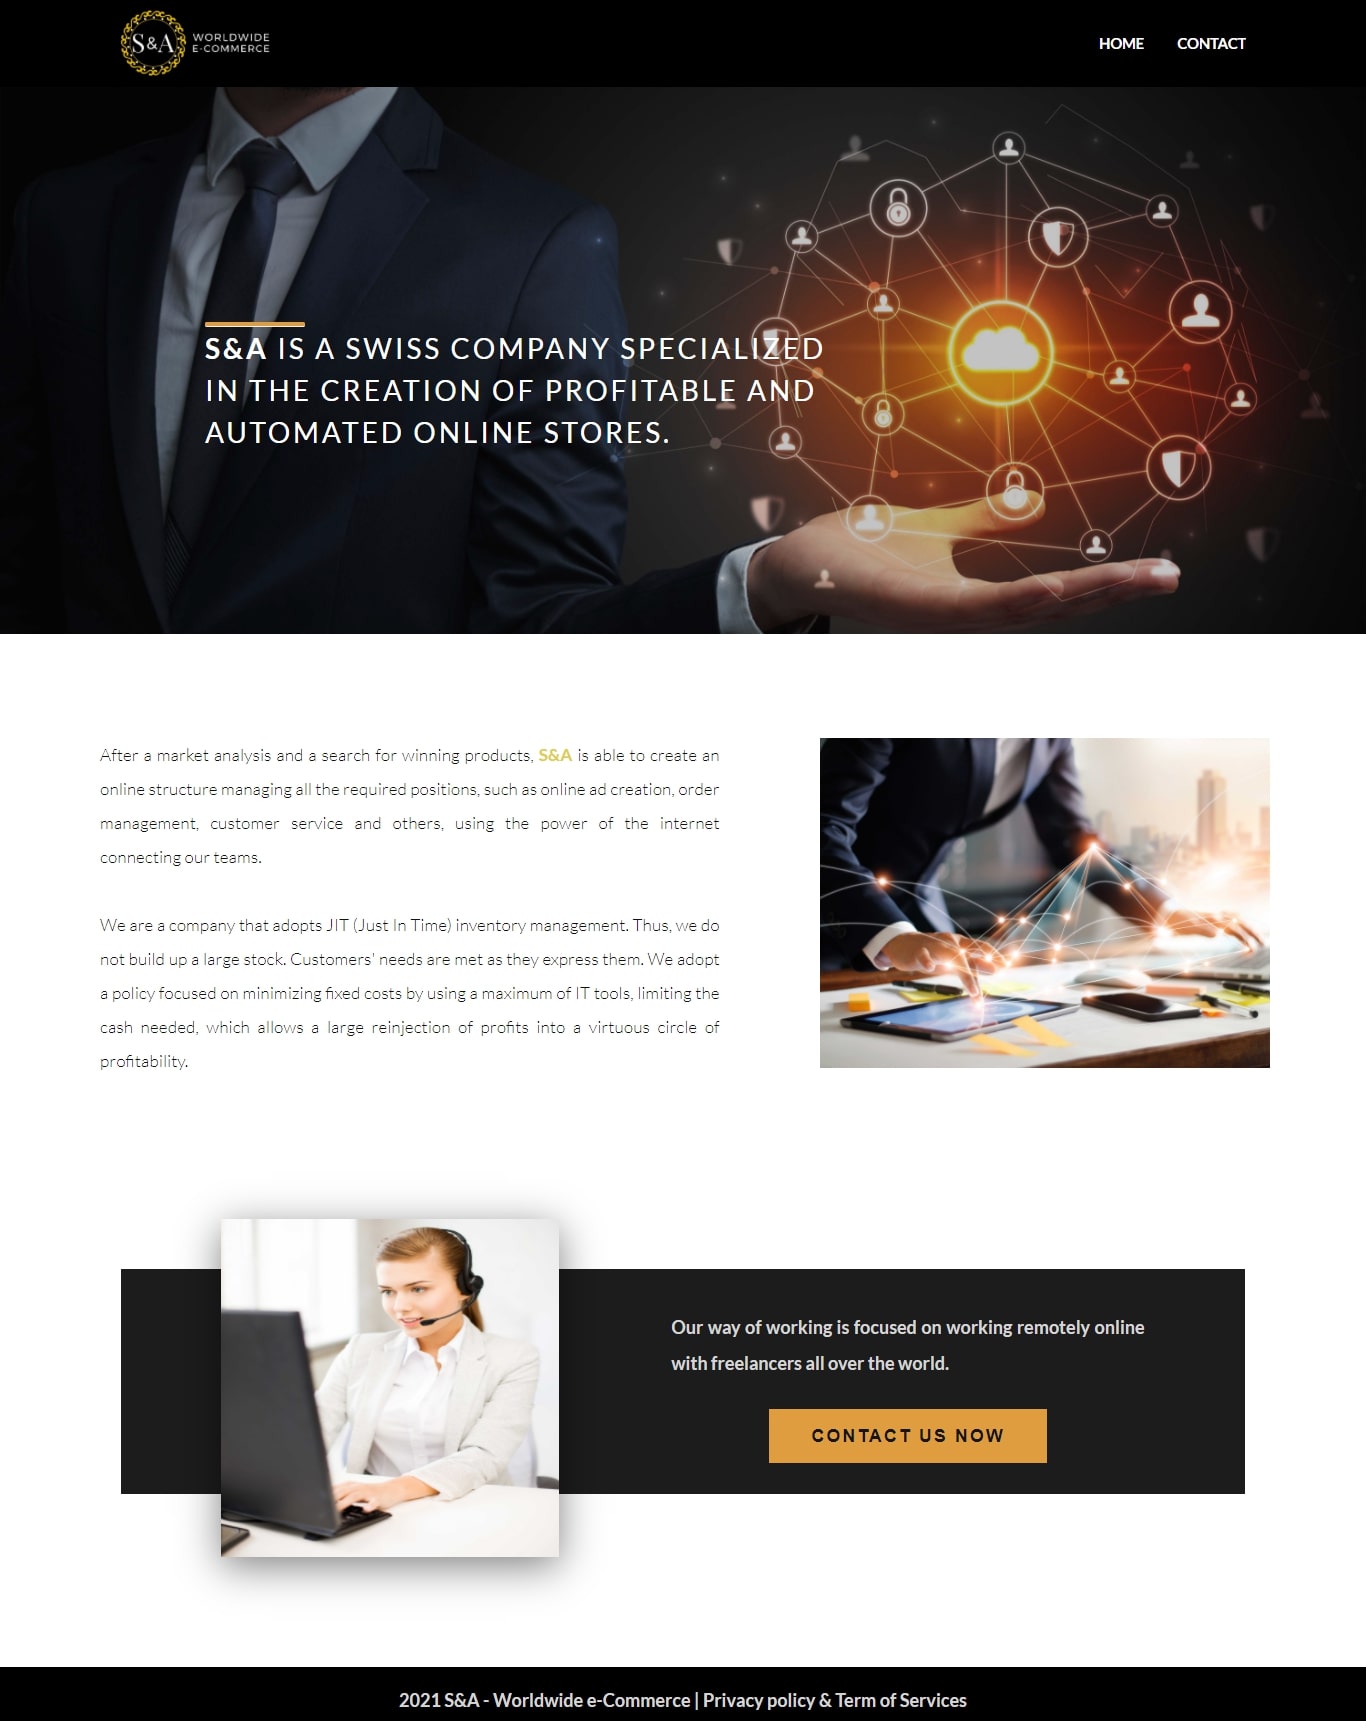 S&A
WORLDWIDE
E-COMMERCE
HOME
CONTACT
S&A IS A SWISS COMPANY SPECIALIZED
IN THE CREATION OF PROFITABLE AND
AUTOMATED ONLINE STORES.
After a market analysis and a search for winning products, S&A is able to create an
online structure managing all the required positions, such as online ad creation, order
management, customer service and others, using the power of the internet
connecting our teams.
We are a company that adopts JIT (Just In Time) inventory management. Thus, we do
not build up a large stock. Customers' needs are met as they express them. We adopt
a policy focused on minimizing fixed costs by using a maximum of IT tools, limiting the
cash needed, which allows a large reinjection of profits into a virtuous circle of
profitability.
Our way of working is focused on working remotely online
with freelancers all over the world.
CONTACT US NOW
2021 S&A - Worldwide e-Commerce | Privacy policy & Term of Services